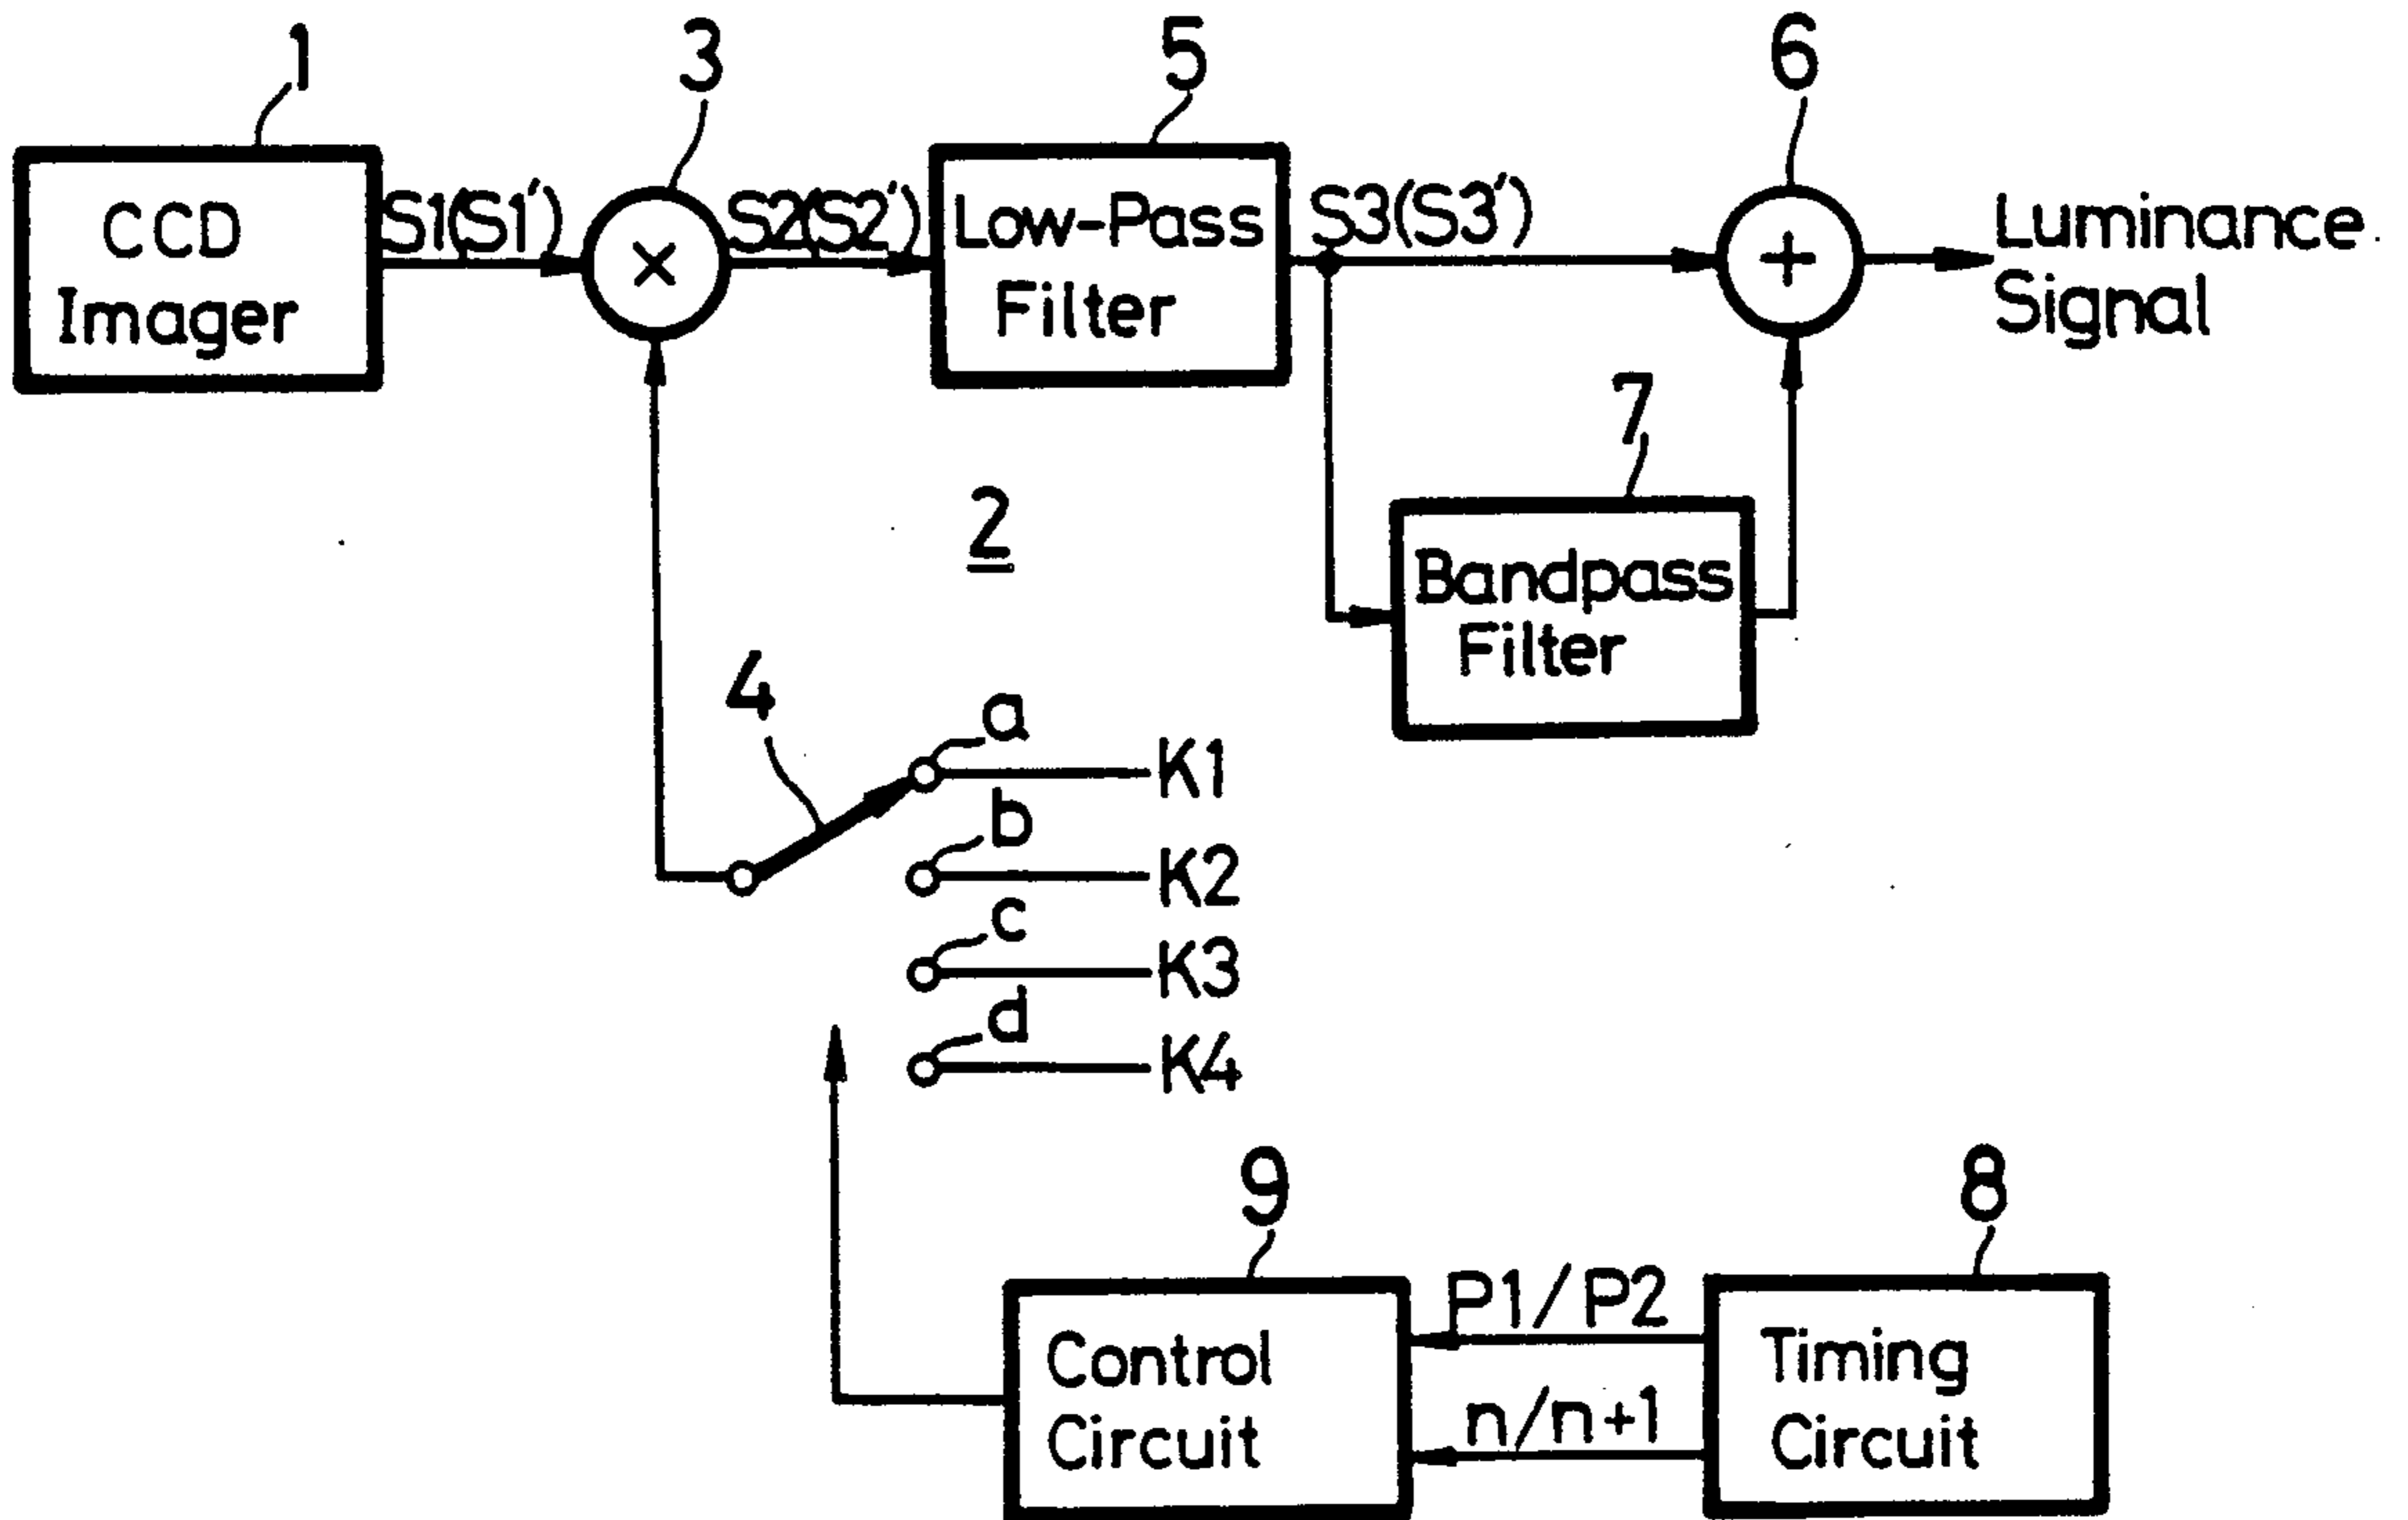 1
3
5
6
CCD
Imager
S1(S1')
×
S2(S2')
Low-Pass
Filter
S3(S3')
+
Luminance
Signal
7
2
Bandpass
Filter
4
a
K1
b
K2
c
K3
d
K4
9
8
Control
Circuit
P1/P2
n/n+1
Timing
Circuit